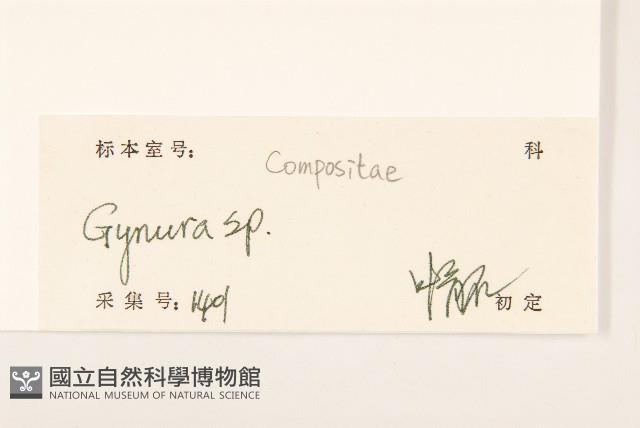 标本室号: Compositae 科
Gynura sp.
采集号: 1401 初定
國立自然科學博物館
NATIONAL MUSEUM OF NATURAL SCIENCE